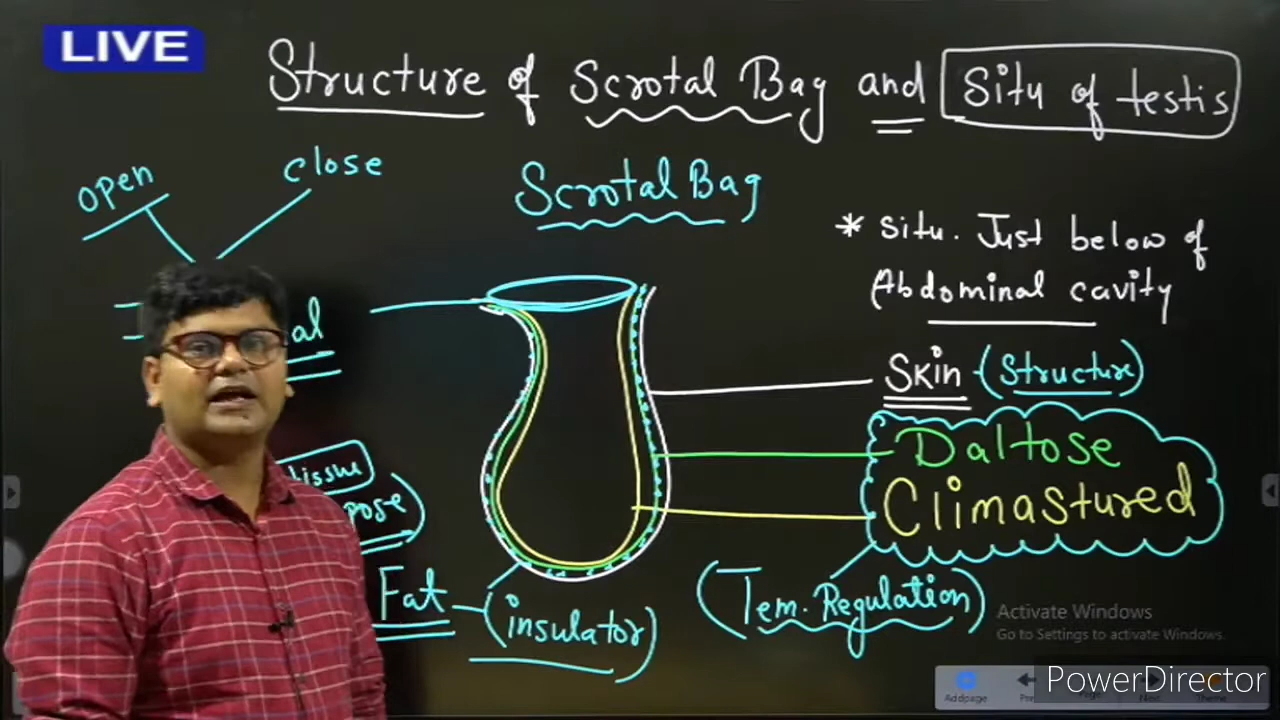 LIVE
Structure of Scrotal Bag and Situ of testis
open
close
Scrotal Bag
* Situ. Just below of
Abdominal cavity
al
Skin - (Structure)
Daltose
Climastured
tissue
pose)
Fat - (insulator)
(Tem. Regulation)
Activate Windows
Go to Settings to activate Windows.
Addpage
PowerDirector